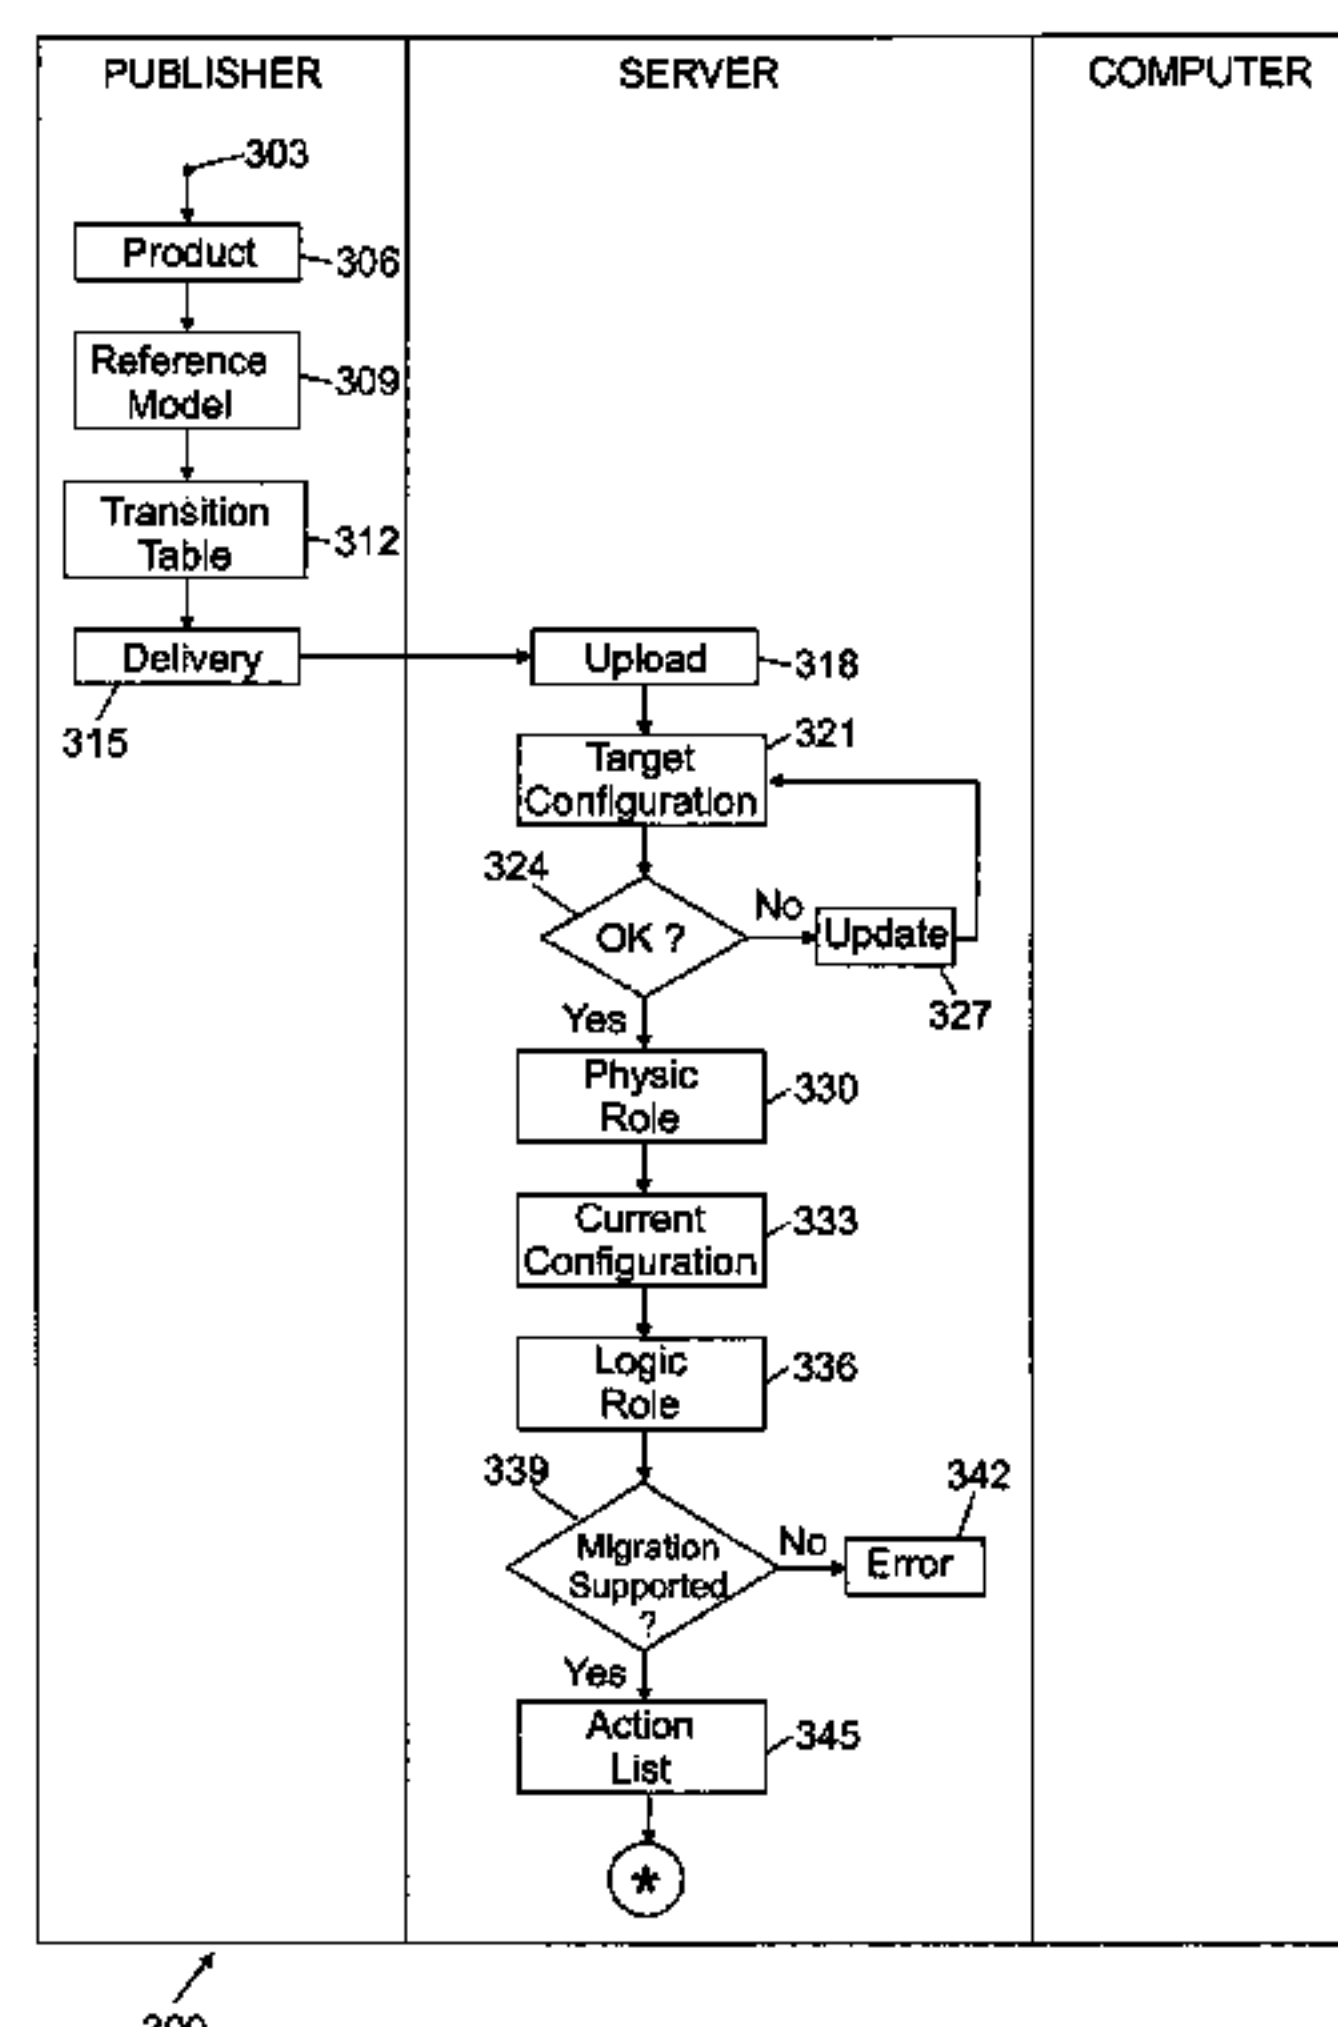 PUBLISHER
SERVER
COMPUTER
303
Product
306
Reference
Model
309
Transition
Table
312
Delivery
315
Upload
318
Target
Configuration
321
324
OK ?
No
Update
327
Yes
Physic
Role
330
Current
Configuration
333
Logic
Role
336
339
Migration
Supported
?
No
Error
342
Yes
Action
List
345
*